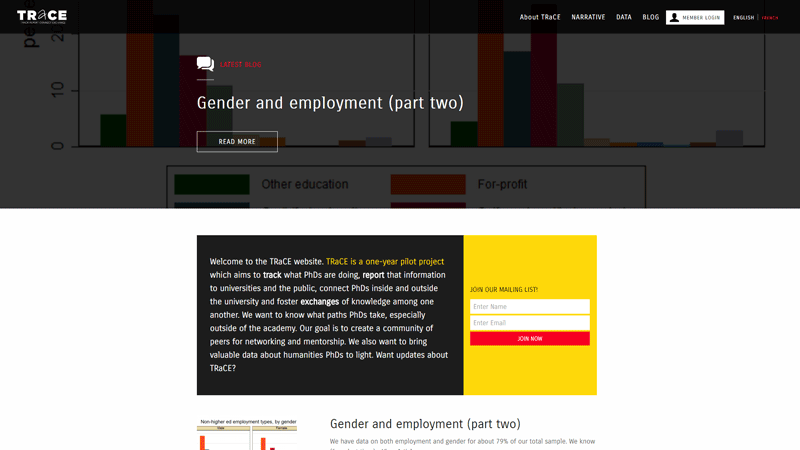 TRaCE
About TRaCE NARRATIVE DATA BLOG MEMBER LOGIN ENGLISH | FRENCH
20
10
0
LATEST BLOG
Gender and employment (part two)
READ MORE
Other education
For-profit
Welcome to the TRaCE website. TRaCE is a one-year pilot project
which aims to track what PhDs are doing, report that information
to universities and the public, connect PhDs inside and outside
the university and foster exchanges of knowledge among one
another. We want to know what paths PhDs take, especially
outside of the academy. Our goal is to create a community of
peers for networking and mentorship. We also want to bring
valuable data about humanities PhDs to light. Want updates about
TRaCE?
JOIN OUR MAILING LIST!
Enter Name
Enter Email
JOIN NOW
Non-higher ed employment types, by gender
Male
Female
Gender and employment (part two)
We have data on both employment and gender for about 79% of our total sample. We know